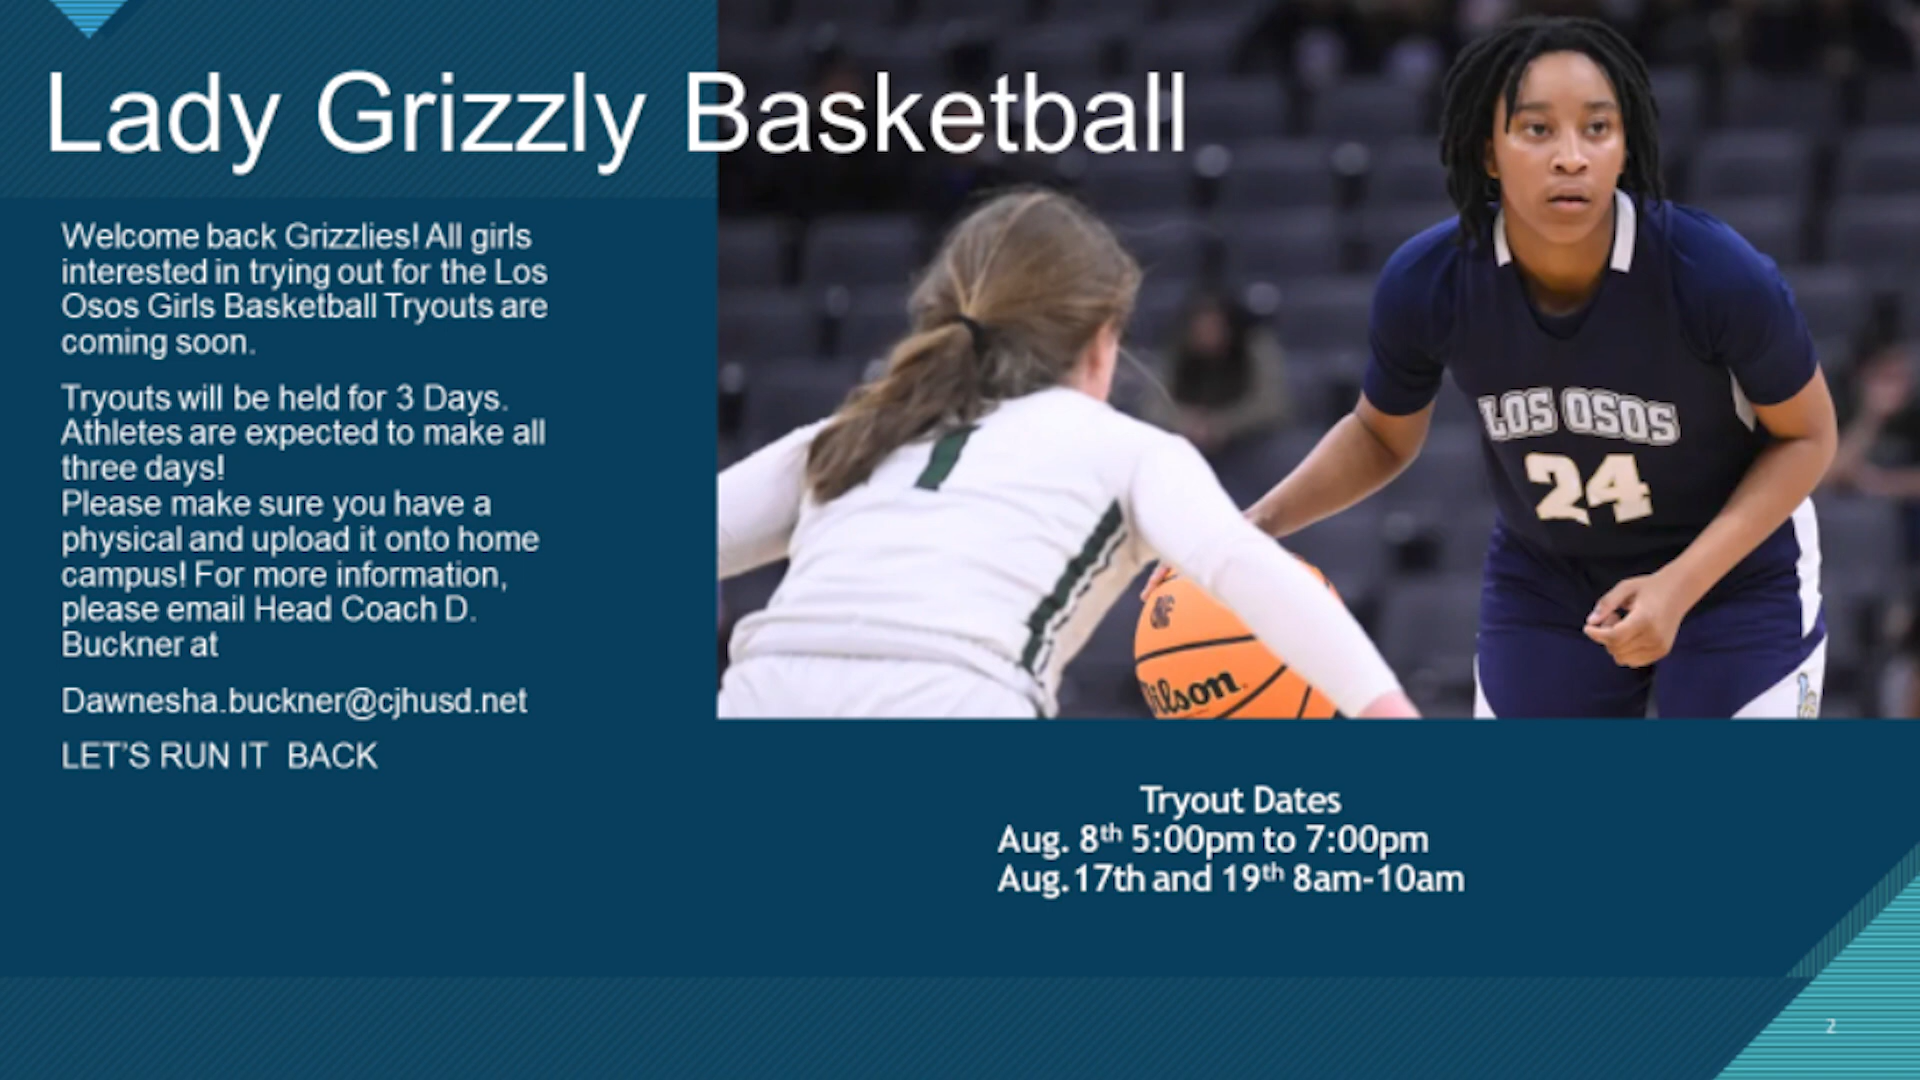 Lady Grizzly Basketball
Welcome back Grizzlies! All girls
interested in trying out for the Los
Osos Girls Basketball Tryouts are
coming soon.
Tryouts will be held for 3 Days.
Athletes are expected to make all
three days!
Please make sure you have a
physical and upload it onto home
campus! For more information,
please email Head Coach D.
Buckner at
Dawnesha.buckner@cjhusd.net
LET'S RUN IT  BACK
1
LOS OSOS
24
Wilson
Tryout Dates
Aug. 8th 5:00pm to 7:00pm
Aug.17th and 19th 8am-10am
2